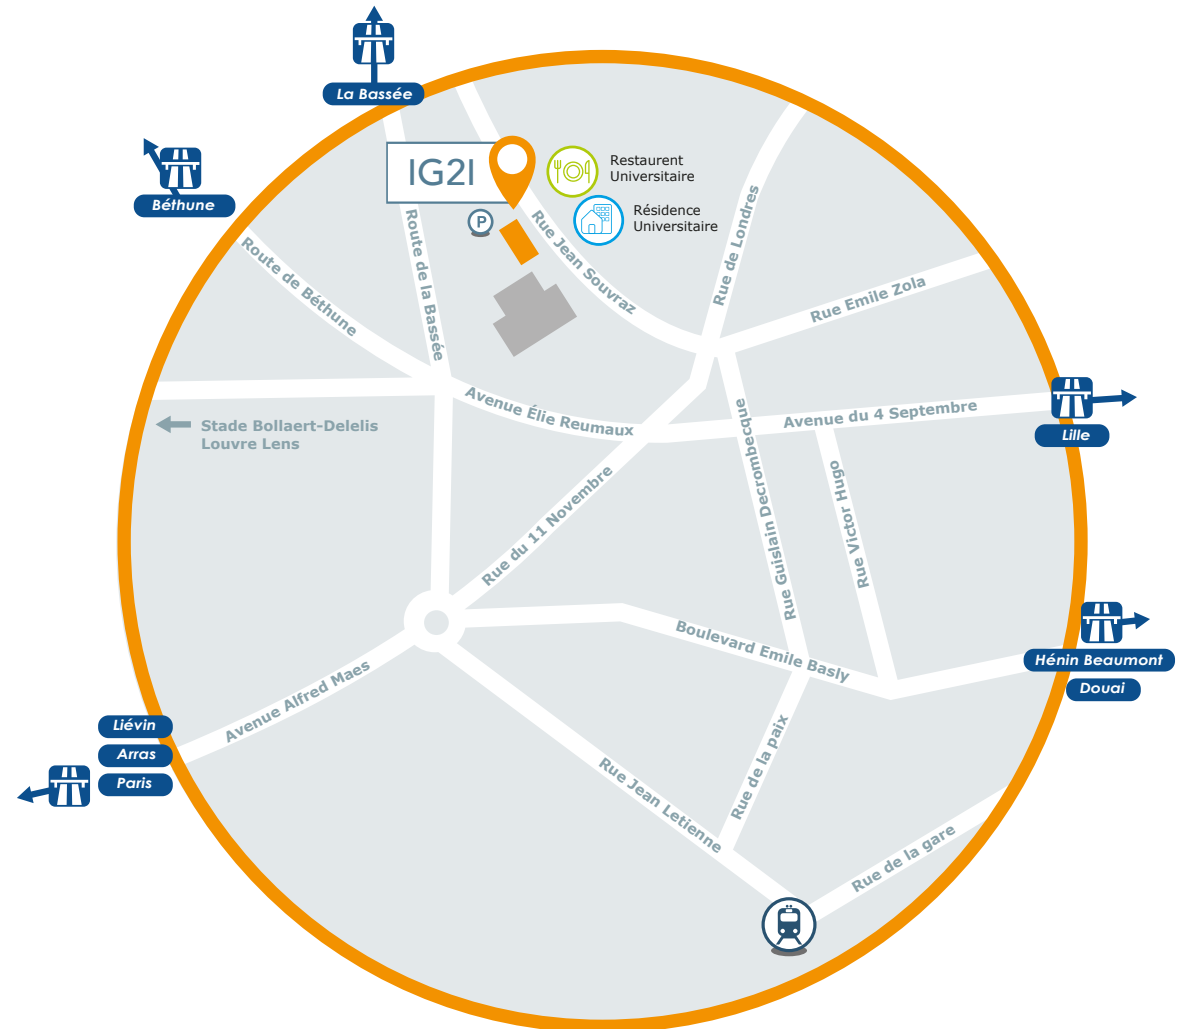 La Bassée
Béthune
IG2I
P
Restaurent
Universitaire
Résidence
Universitaire
Route de Béthune
Route de la Bassée
Rue Jean Souvraz
Rue de Londres
Rue Emile Zola
Avenue Élie Reumaux
Avenue du 4 Septembre
Lille
Stade Bollaert-Delelis
Louvre Lens
Rue du 11 Novembre
Rue Guislain Decrombecque
Rue Victor Hugo
Boulevard Emile Basly
Hénin Beaumont
Douai
Avenue Alfred Maes
Liévin
Arras
Paris
Rue Jean Letienne
Rue de la paix
Rue de la gare